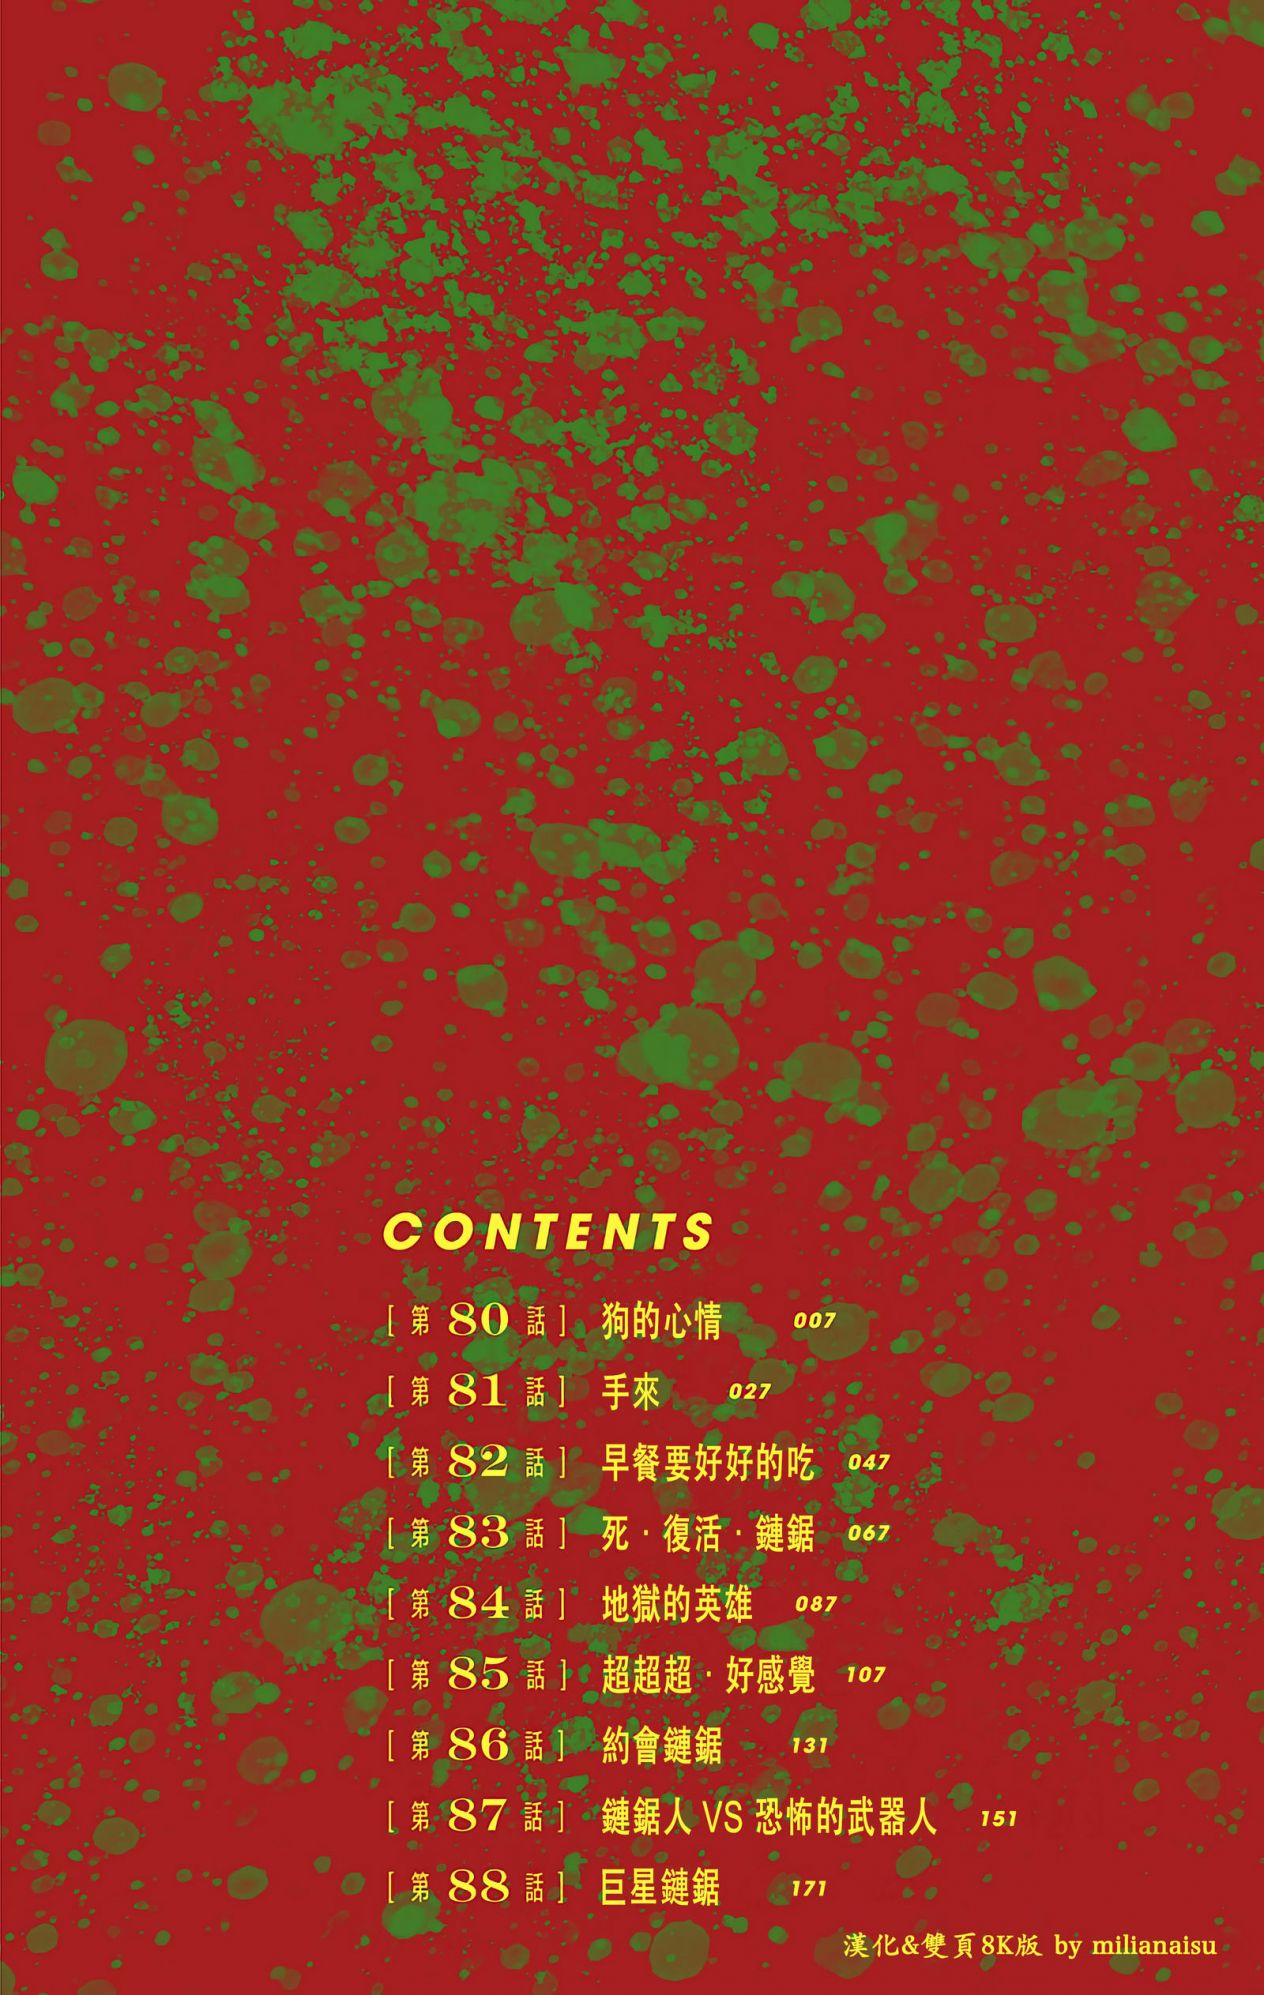 CONTENTS
[第80話] 狗的心情 007
[第81話] 手來 027
[第82話] 早餐要好好的吃 047
[第83話] 死·復活·鏈鋸 067
[第84話] 地獄的英雄 087
[第85話] 超超超·好感覺 107
[第86話] 約會鏈鋸 131
[第87話] 鏈鋸人 VS 恐怖的武器人 151
[第88話] 巨星鏈鋸 171
漢化&雙頁8K版 by milianaisu